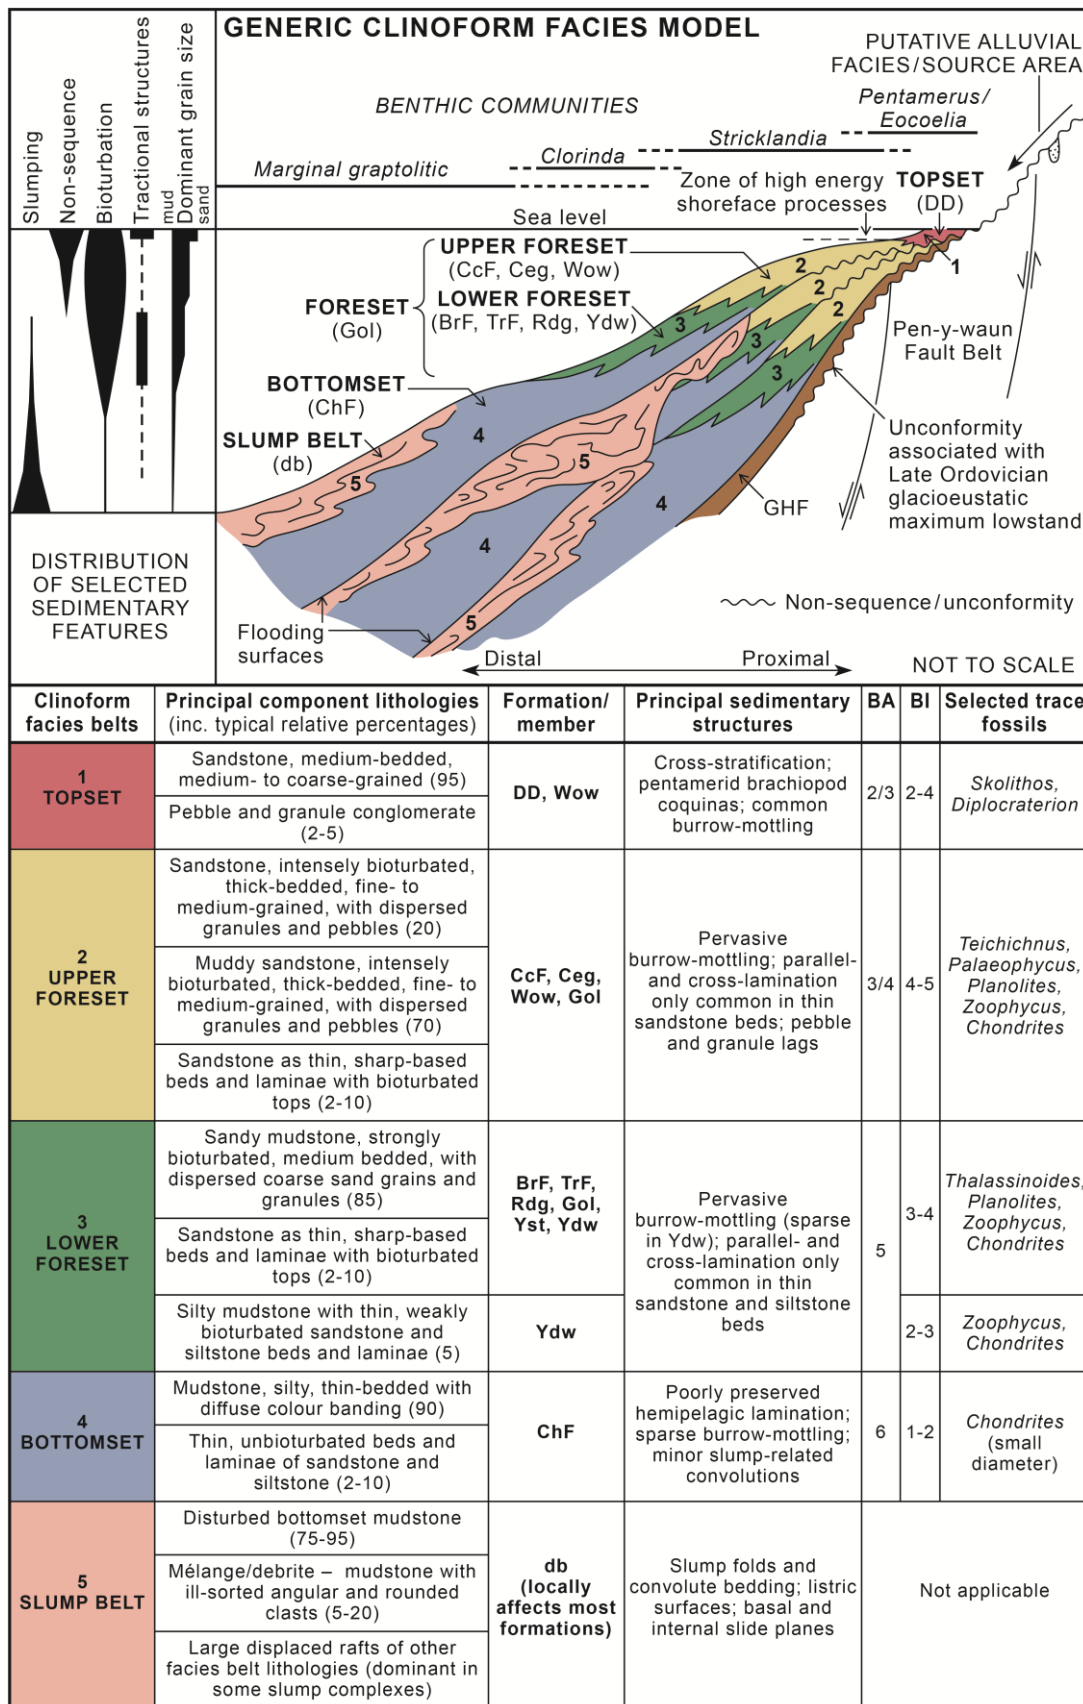 GENERIC CLINOFORM FACIES MODEL
PUTATIVE ALLUVIAL
FACIES/SOURCE AREA
BENTHIC COMMUNITIES
Pentamerus/
Eocoelia
Stricklandia
Clorinda
Marginal graptolitic
Slumping
Non-sequence
Bioturbation
Tractional structures
mud
Dominant grain size
sand
Zone of high energy
shoreface processes
TOPSET
(DD)
Sea level
UPPER FORESET
(CcF, Ceg, Wow)
FORESET
(Gol)
LOWER FORESET
(BrF, TrF, Rdg, Ydw)
2
1
2
2
3
3
3
Pen-y-waun
Fault Belt
BOTTOMSET
(ChF)
4
SLUMP BELT
(db)
5
5
4
4
5
GHF
Unconformity
associated with
Late Ordovician
glacioeustatic
maximum lowstand
DISTRIBUTION
OF SELECTED
SEDIMENTARY
FEATURES
Flooding
surfaces
Non-sequence/unconformity
Distal
Proximal
NOT TO SCALE
Clinoform
facies belts
Principal component lithologies
(inc. typical relative percentages)
Formation/
member
Principal sedimentary
structures
BA
BI
Selected trace
fossils
1
TOPSET
Sandstone, medium-bedded,
medium- to coarse-grained (95)
Pebble and granule conglomerate
(2-5)
DD, Wow
Cross-stratification;
pentamerid brachiopod
coquinas; common
burrow-mottling
2/3
2-4
Skolithos,
Diplocraterion
2
UPPER
FORESET
Sandstone, intensely bioturbated,
thick-bedded, fine- to
medium-grained, with dispersed
granules and pebbles (20)
Muddy sandstone, intensely
bioturbated, thick-bedded, fine- to
medium-grained, with dispersed
granules and pebbles (70)
Sandstone as thin, sharp-based
beds and laminae with bioturbated
tops (2-10)
CcF, Ceg,
Wow, Gol
Pervasive
burrow-mottling; parallel-
and cross-lamination
only common in thin
sandstone beds; pebble
and granule lags
3/4
4-5
Teichichnus,
Palaeophycus,
Planolites,
Zoophycus,
Chondrites
3
LOWER
FORESET
Sandy mudstone, strongly
bioturbated, medium bedded, with
dispersed coarse sand grains and
granules (85)
Sandstone as thin, sharp-based
beds and laminae with bioturbated
tops (2-10)
Silty mudstone with thin, weakly
bioturbated sandstone and
siltstone beds and laminae (5)
BrF, TrF,
Rdg, Gol,
Yst, Ydw
Ydw
Pervasive
burrow-mottling (sparse
in Ydw); parallel- and
cross-lamination only
common in thin
sandstone and siltstone
beds
5
3-4
Thalassinoides,
Planolites,
Zoophycus,
Chondrites
2-3
Zoophycus,
Chondrites
4
BOTTOMSET
Mudstone, silty, thin-bedded with
diffuse colour banding (90)
Thin, unbioturbated beds and
laminae of sandstone and
siltstone (2-10)
ChF
Poorly preserved
hemipelagic lamination;
sparse burrow-mottling;
minor slump-related
convolutions
6
1-2
Chondrites
(small
diameter)
5
SLUMP BELT
Disturbed bottomset mudstone
(75-95)
Mélange/debrite – mudstone with
ill-sorted angular and rounded
clasts (5-20)
Large displaced rafts of other
facies belt lithologies (dominant in
some slump complexes)
db
(locally
affects most
formations)
Slump folds and
convolute bedding; listric
surfaces; basal and
internal slide planes
Not applicable